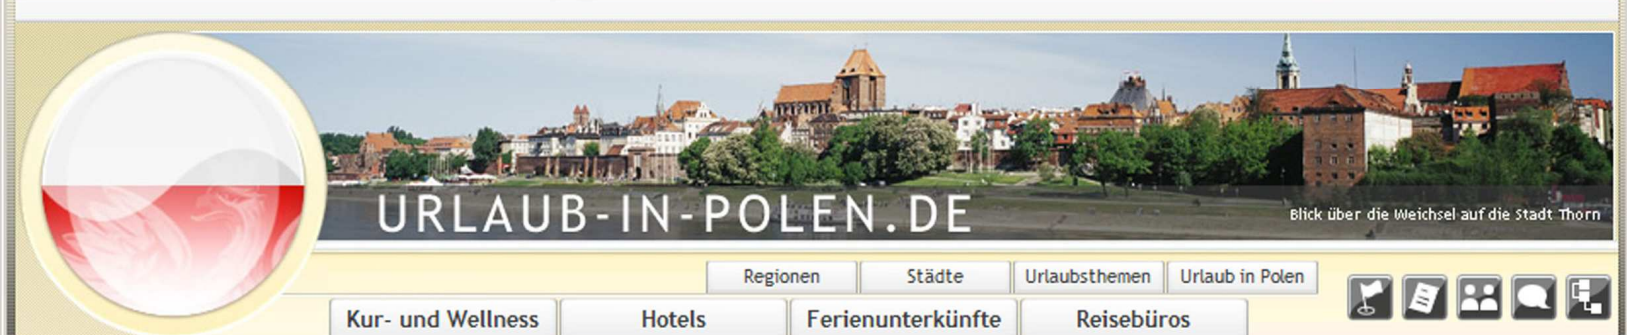 URLAUB-IN-POLEN.DE
Blick über die Weichsel auf die Stadt Thorn
Regionen Städte Urlaubsthemen Urlaub in Polen
Kur- und Wellness Hotels Ferienunterkünfte Reisebüros